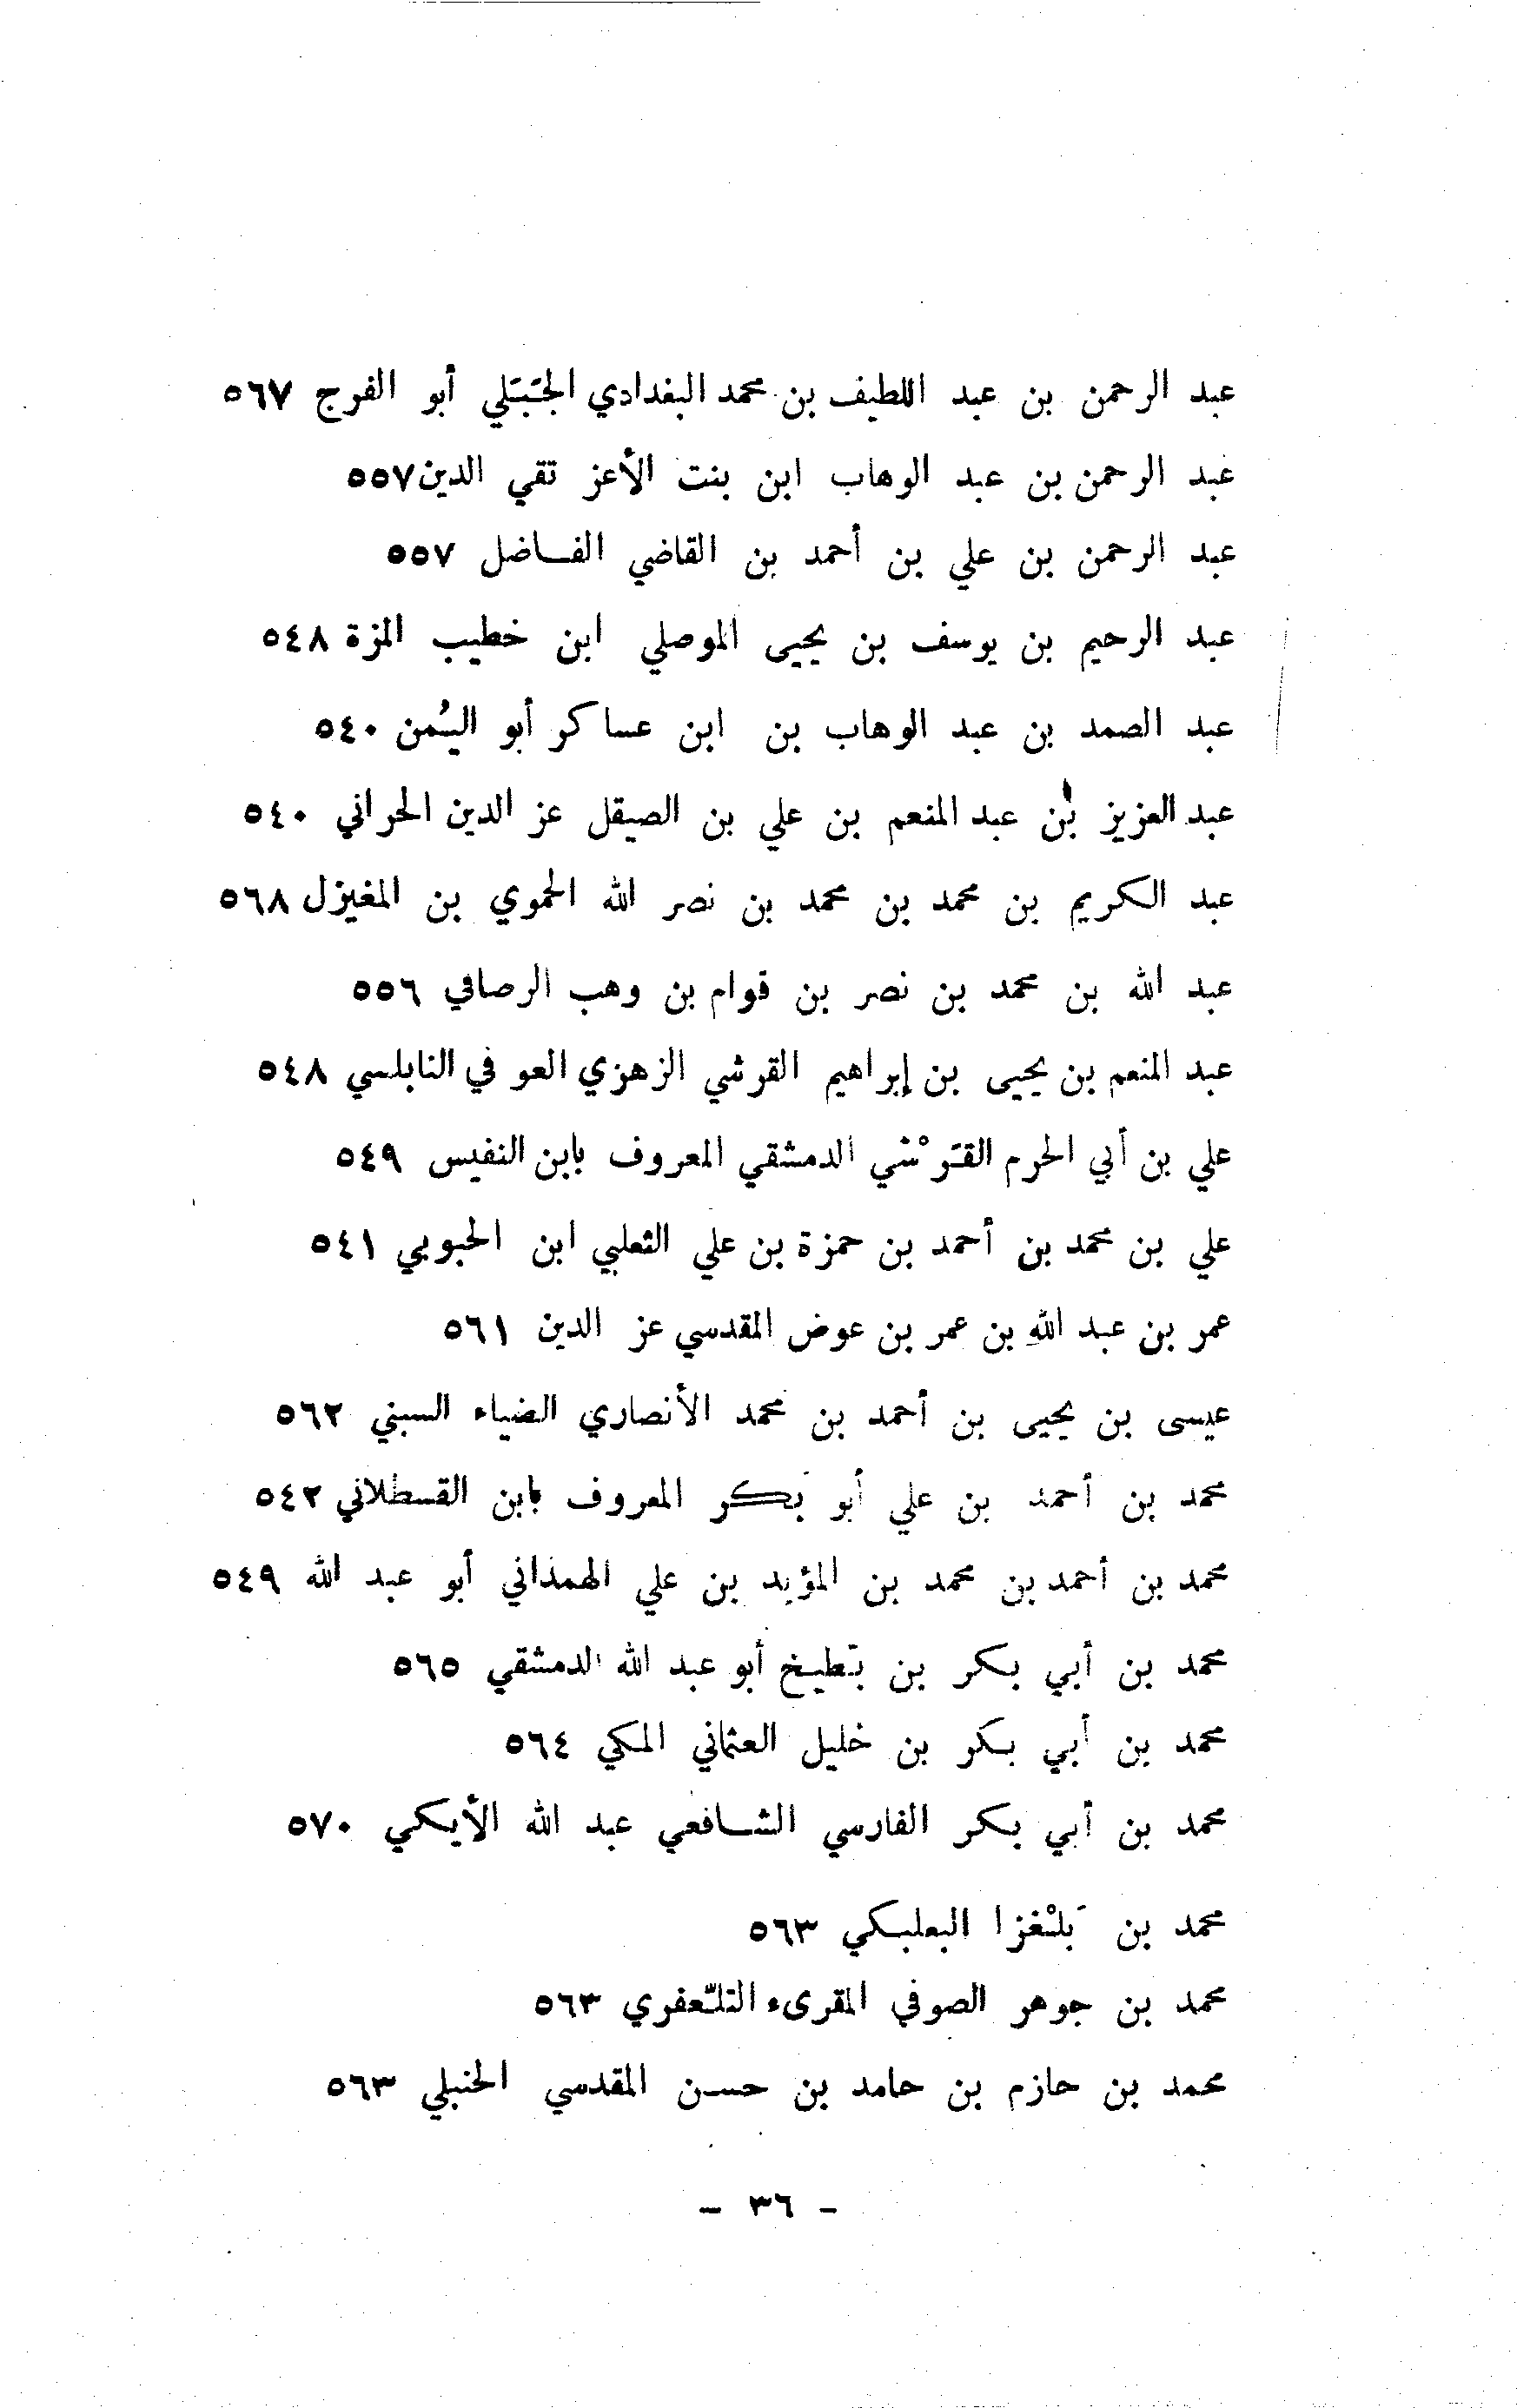 عبد الرحمن بن عبد اللطيف بن محمد البغدادي الجَبَلي أبو الفرج ٥٦٧
عبد الرحمن بن عبد الوهاب ابن بنت الأعز تقي الدين ٥٥٧
عبد الرحمن بن علي بن أحمد بن القاضي الفاضل ٥٥٧
عبد الرحيم بن يوسف بن يحيى الموصلي ابن خطيب المزة ٥٤٨
عبد الصمد بن عبد الوهاب بن ابن عساكر أبو اليُمن ٥٤٠
عبد العزيز بن عبد المنعم بن علي بن الصيقل عز الدين الحراني ٥٤٠
عبد الكريم بن محمد بن محمد بن نصر الله الحموي بن المغيزل ٥٦٨
عبد الله بن محمد بن نصر بن قوام بن وهب الرصافي ٥٥٦
عبد المنعم بن يحيى بن إبراهيم القرشي الزهزي العوفي النابلسي ٥٤٨
علي بن أبي الحرم القَرْشي الدمشقي المعروف بابن النفيس ٥٤٩
علي بن محمد بن أحمد بن حمزة بن علي الثعلبي ابن الحبوبي ٥٤١
عمر بن عبد الله بن عمر بن عوض المقدسي عز الدين ٥٦١
عيسى بن يحيى بن أحمد بن محمد الأنصاري الضياء السبني ٥٦٢
محمد بن أحمد بن علي أبو بكر المعروف بابن القسطلاني ٥٤٢
محمد بن أحمد بن محمد بن المؤيد بن علي الهمذاني أبو عبد الله ٥٤٩
محمد بن أبي بكر بن بَطيخ أبو عبد الله الدمشقي ٥٦٥
محمد بن أبي بكر بن خليل العثماني المكي ٥٦٤
محمد بن أبي بكر الفارسي الشافعي عبد الله الأيكي ٥٧٠
محمد بن بَلْغزا البعلبكي ٥٦٣
محمد بن جوهر الصوفي المقرىء التلّعفري ٥٦٣
محمد بن حازم بن حامد بن حسن المقدسي الحنبلي ٥٦٣
- ٣٦ -